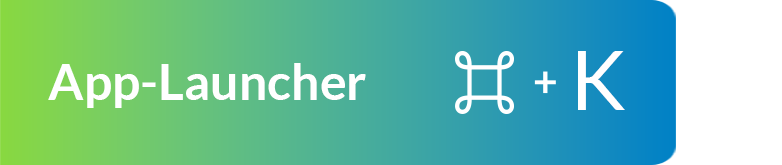 App-Launcher ⌘ + K